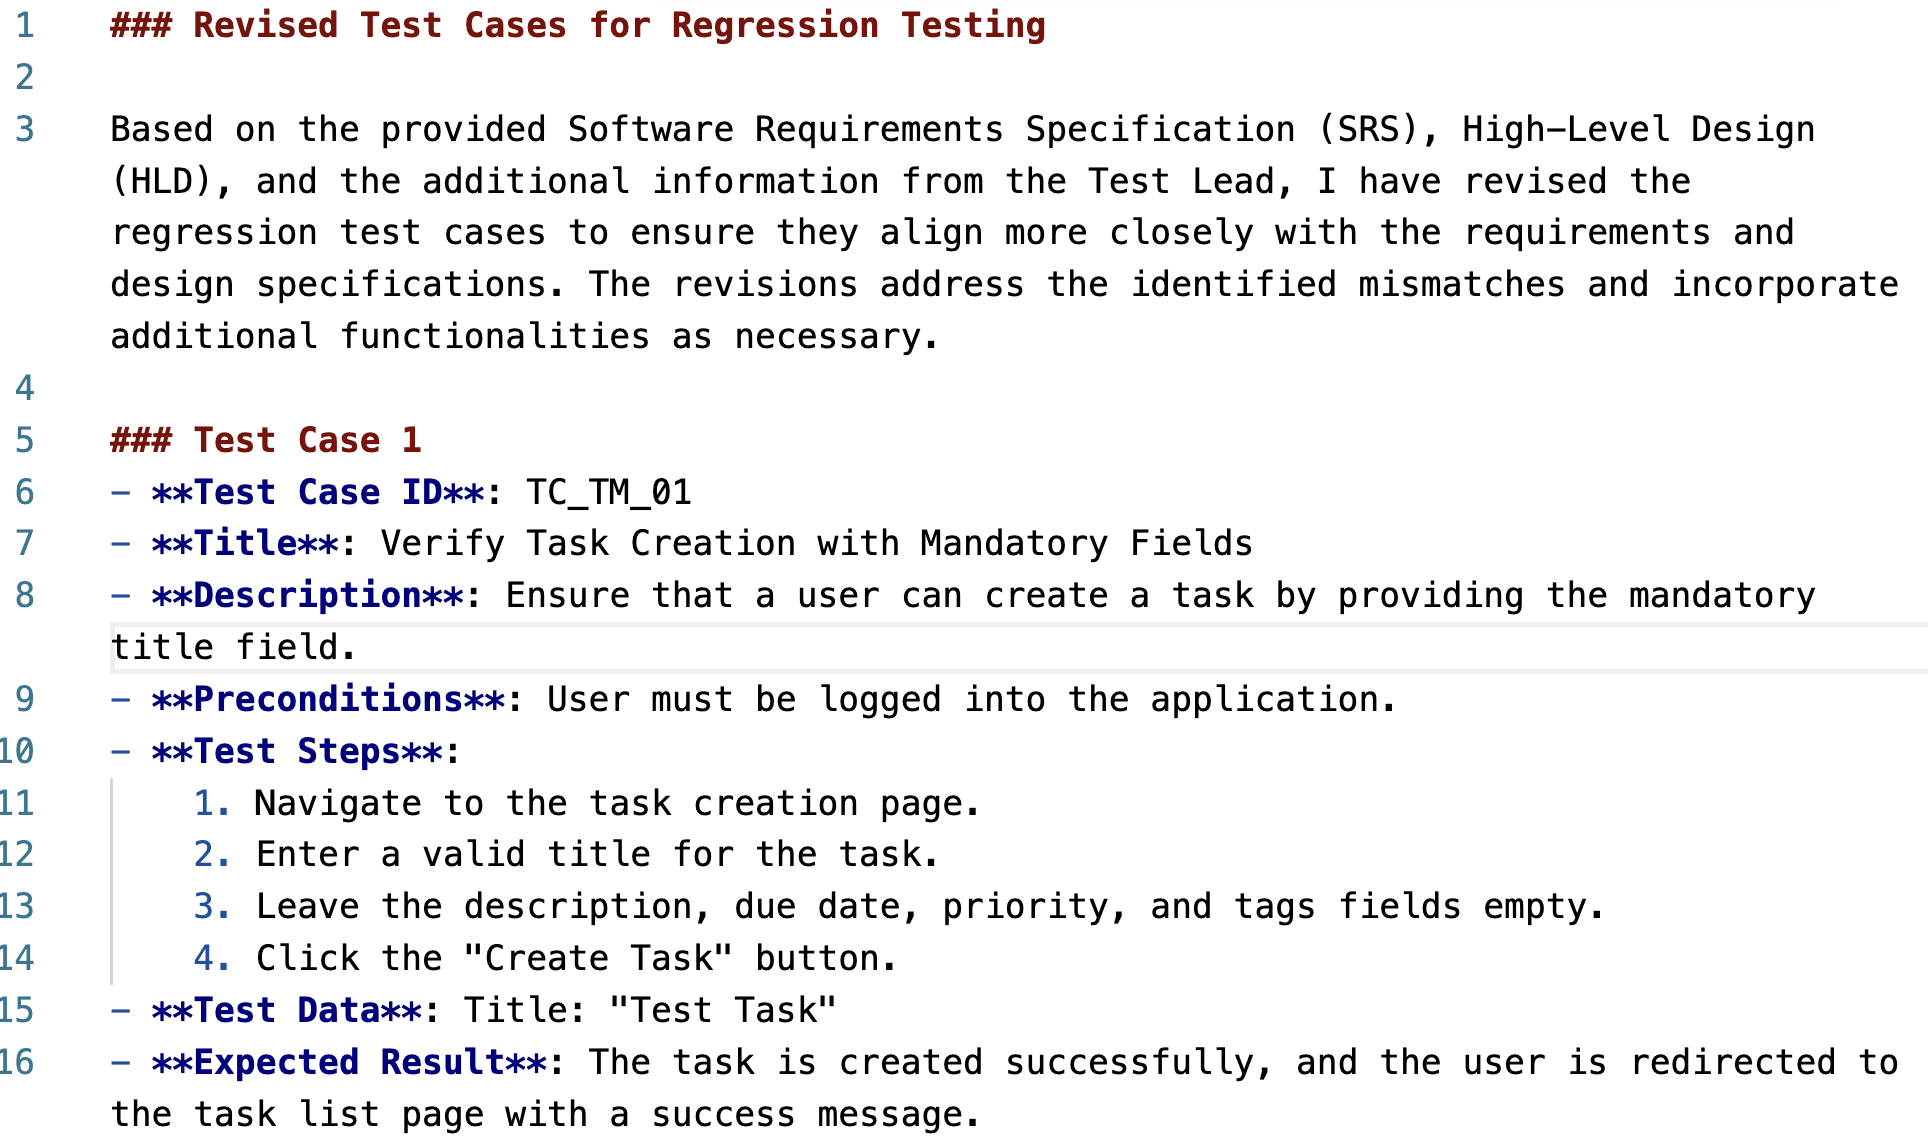 1 ### Revised Test Cases for Regression Testing
2
3 Based on the provided Software Requirements Specification (SRS), High-Level Design
(HLD), and the additional information from the Test Lead, I have revised the
regression test cases to ensure they align more closely with the requirements and
design specifications. The revisions address the identified mismatches and incorporate
additional functionalities as necessary.
4
5 ### Test Case 1
6 - **Test Case ID**: TC_TM_01
7 - **Title**: Verify Task Creation with Mandatory Fields
8 - **Description**: Ensure that a user can create a task by providing the mandatory
title field.
9 - **Preconditions**: User must be logged into the application.
10 - **Test Steps**:
11 1. Navigate to the task creation page.
12 2. Enter a valid title for the task.
13 3. Leave the description, due date, priority, and tags fields empty.
14 4. Click the "Create Task" button.
15 - **Test Data**: Title: "Test Task"
16 - **Expected Result**: The task is created successfully, and the user is redirected to
the task list page with a success message.